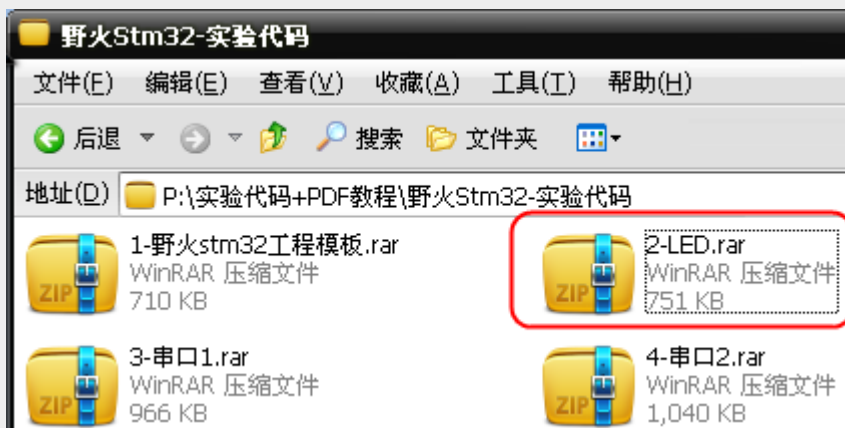 野火Stm32-实验代码
文件(F) 编辑(E) 查看(V) 收藏(A) 工具(T) 帮助(H)
后退 搜索 文件夹
地址(D) P:\实验代码+PDF教程\野火Stm32-实验代码
ZIP 1-野火stm32工程模板.rar
WinRAR 压缩文件
710 KB
ZIP 2-LED.rar
WinRAR 压缩文件
751 KB
ZIP 3-串口1.rar
WinRAR 压缩文件
966 KB
ZIP 4-串口2.rar
WinRAR 压缩文件
1,040 KB